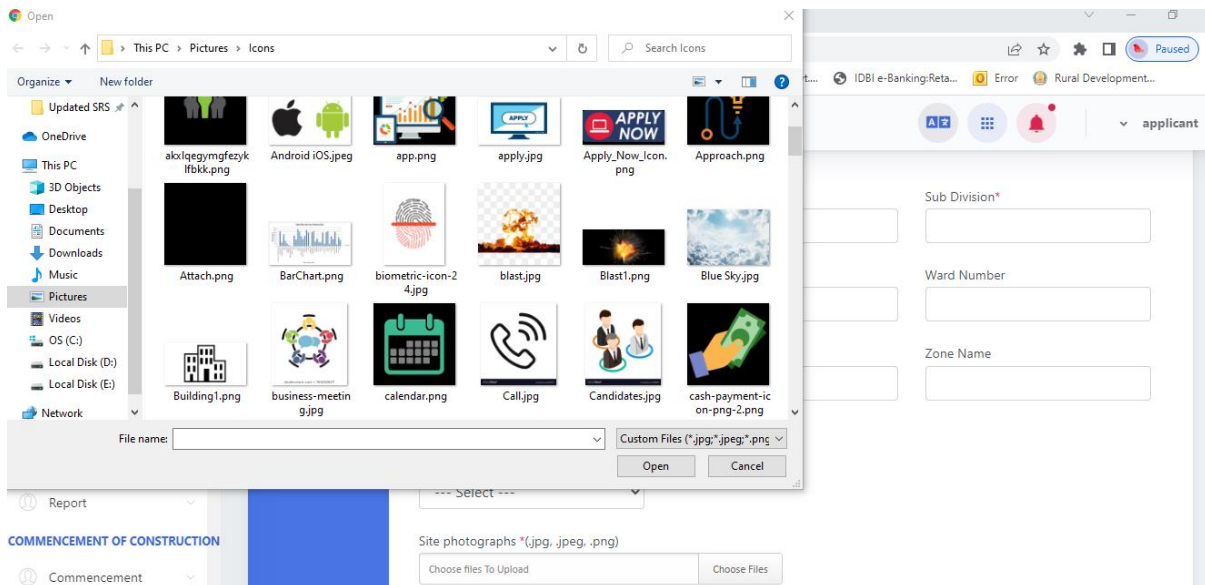 Open
This PC > Pictures > Icons
Search Icons
Paused
Organize
New folder
IDBI e-Banking:Reta...
Error
Rural Development...
Updated SRS
OneDrive
This PC
3D Objects
Desktop
Documents
Downloads
Music
Pictures
Videos
OS (C:)
Local Disk (D:)
Local Disk (E:)
Network
APPLY
APPLY
NOW
akxlqegymgfezyk
lfbkk.png
Android iOS.jpeg
app.png
apply.jpg
Apply_Now_Icon.
png
Approach.png
Attach.png
BarChart.png
biometric-icon-2
4.jpg
blast.jpg
Blast1.png
Blue Sky.jpg
Building1.png
business-meetin
g.jpg
calendar.png
Call.jpg
Candidates.jpg
cash-payment-ic
on-png-2.png
File name:
Custom Files (*.jpg;*.jpeg;*.png
Open
Cancel
applicant
Sub Division*
Ward Number
Zone Name
Report
COMMENCEMENT OF CONSTRUCTION
Commencement
--- Select ---
Site photographs *(.jpg, .jpeg, .png)
Choose files To Upload
Choose Files